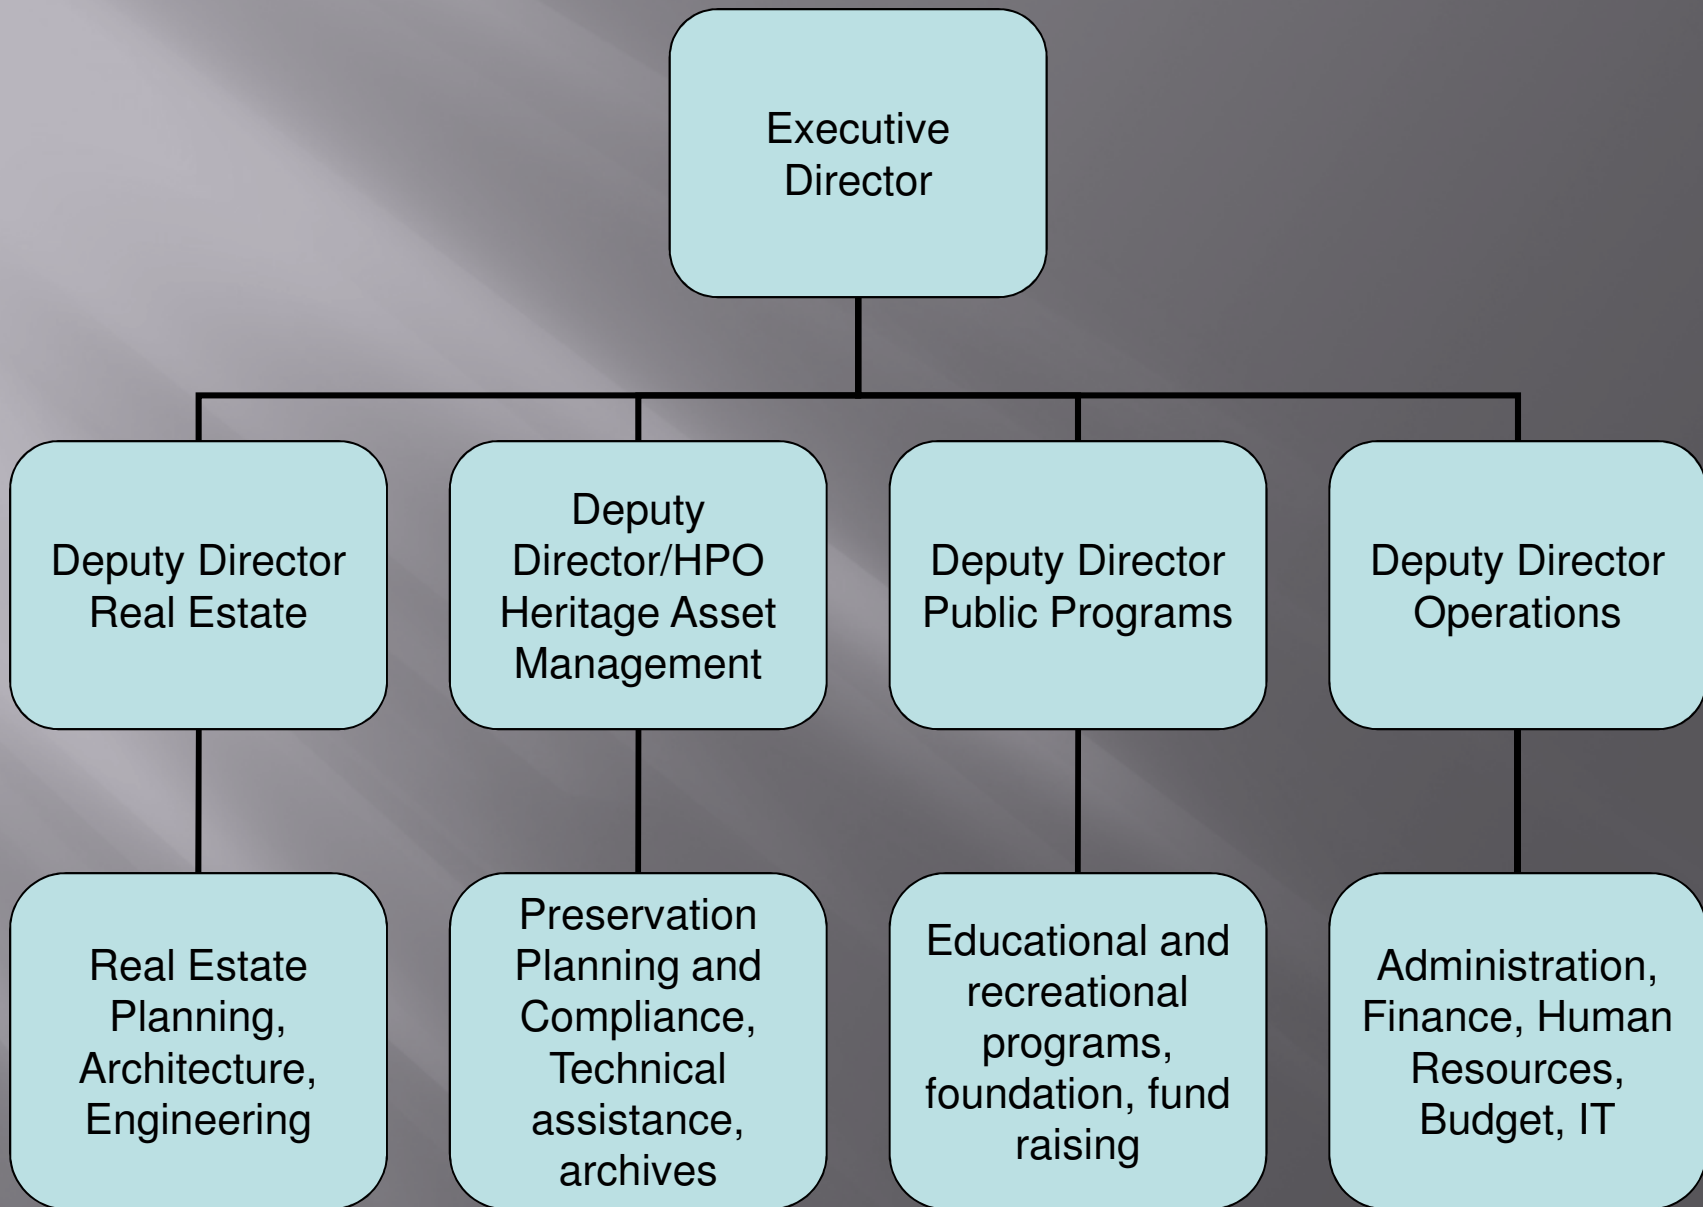 Executive
Director
Deputy Director
Real Estate
Deputy
Director/HPO
Heritage Asset
Management
Deputy Director
Public Programs
Deputy Director
Operations
Real Estate
Planning,
Architecture,
Engineering
Preservation
Planning and
Compliance,
Technical
assistance,
archives
Educational and
recreational
programs,
foundation, fund
raising
Administration,
Finance, Human
Resources,
Budget, IT